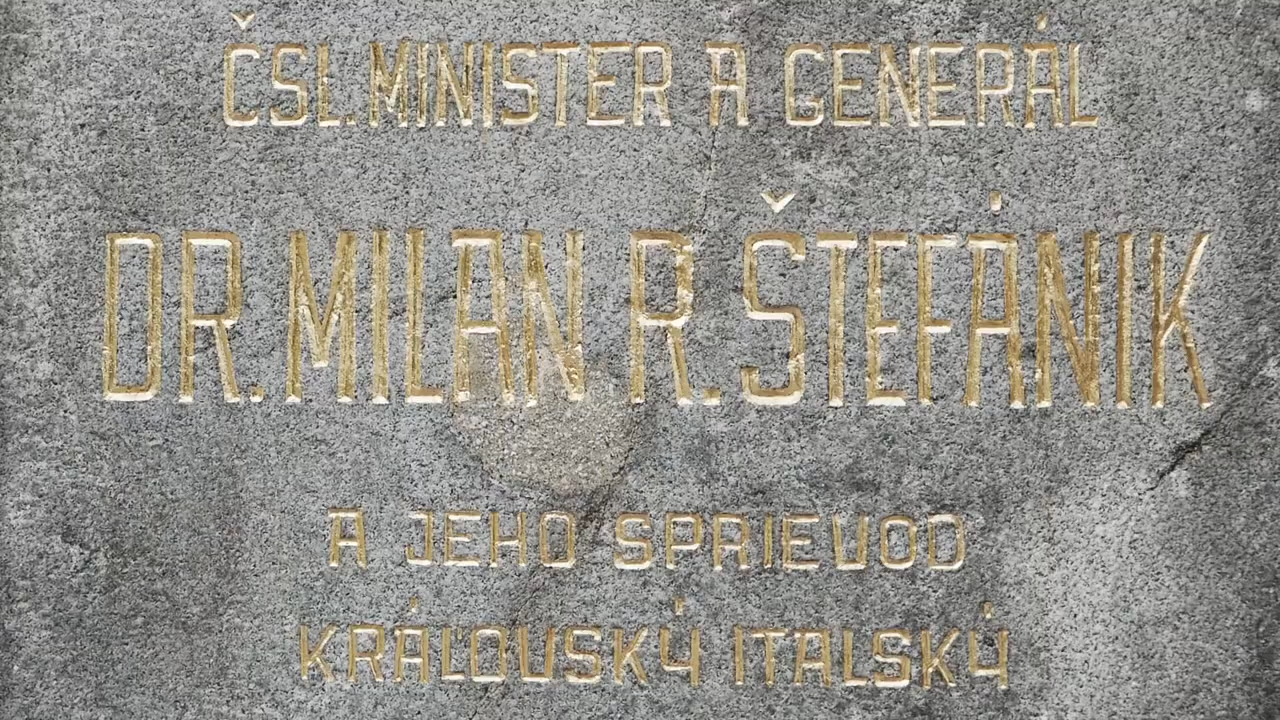 ČSL. MINISTER A GENERÁL
DR. MILAN R. ŠTEFÁNIK
A JEHO SPRIEVOD
KRÁĽOVSKÝ ITALSKÝ